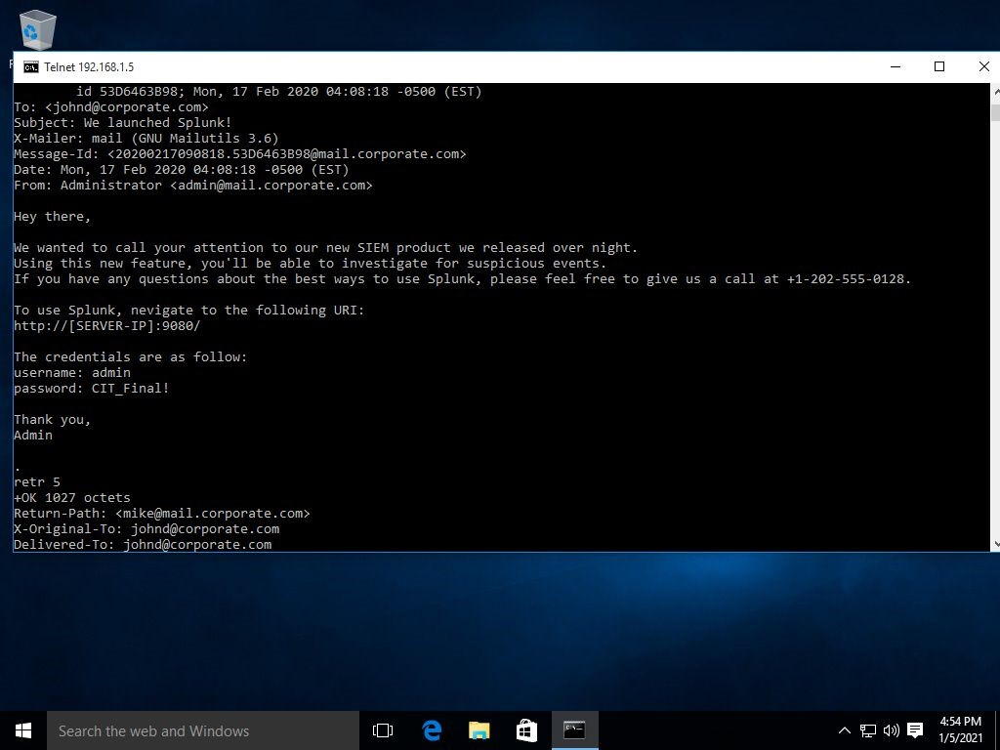 Telnet 192.168.1.5
id 53D6463B98; Mon, 17 Feb 2020 04:08:18 -0500 (EST)
To: <johnd@corporate.com>
Subject: We launched Splunk!
X-Mailer: mail (GNU Mailutils 3.6)
Message-Id: <20200217090818.53D6463B98@mail.corporate.com>
Date: Mon, 17 Feb 2020 04:08:18 -0500 (EST)
From: Administrator <admin@mail.corporate.com>
Hey there,
We wanted to call your attention to our new SIEM product we released over night.
Using this new feature, you'll be able to investigate for suspicious events.
If you have any questions about the best ways to use Splunk, please feel free to give us a call at +1-202-555-0128.
To use Splunk, nevigate to the following URI:
http://[SERVER-IP]:9080/
The credentials are as follow:
username: admin
password: CIT_Final!
Thank you,
Admin
.
retr 5
+OK 1027 octets
Return-Path: <mike@mail.corporate.com>
X-Original-To: johnd@corporate.com
Delivered-To: johnd@corporate.com
Search the web and Windows
4:54 PM
1/5/2021